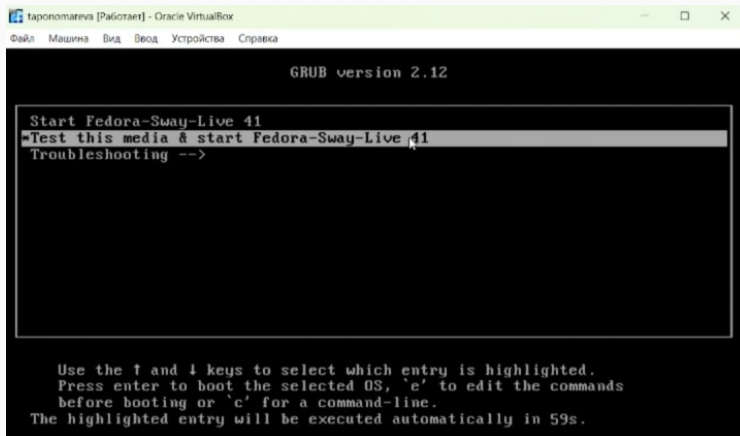 taponomareva [Работает] - Oracle VirtualBox
Файл Машина Вид Ввод Устройства Справка
GRUB version 2.12
Start Fedora-Sway-Live 41
*Test this media & start Fedora-Sway-Live 41
Troubleshooting -->
Use the ↑ and ↓ keys to select which entry is highlighted.
Press enter to boot the selected OS, `e' to edit the commands
before booting or `c' for a command-line.
The highlighted entry will be executed automatically in 59s.